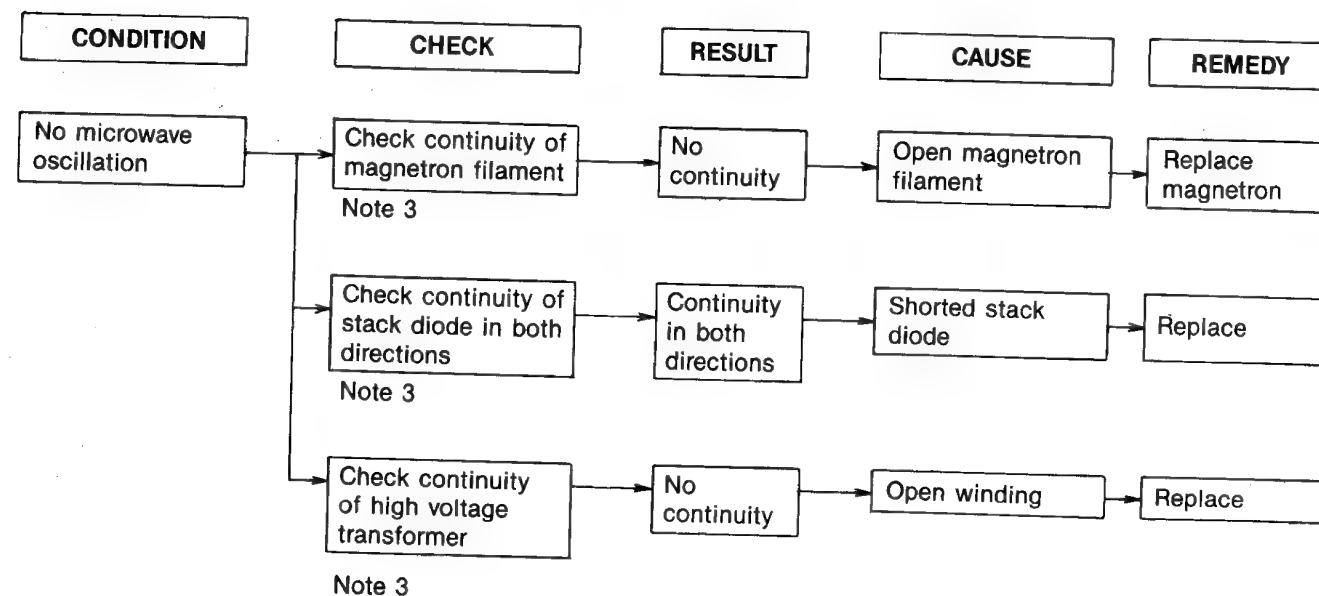 CONDITION
CHECK
RESULT
CAUSE
REMEDY
No microwave
oscillation
Check continuity of
magnetron filament
Note 3
No
continuity
Open magnetron
filament
Replace
magnetron
Check continuity of
stack diode in both
directions
Note 3
Continuity
in both
directions
Shorted stack
diode
Replace
Check continuity
of high voltage
transformer
Note 3
No
continuity
Open winding
Replace